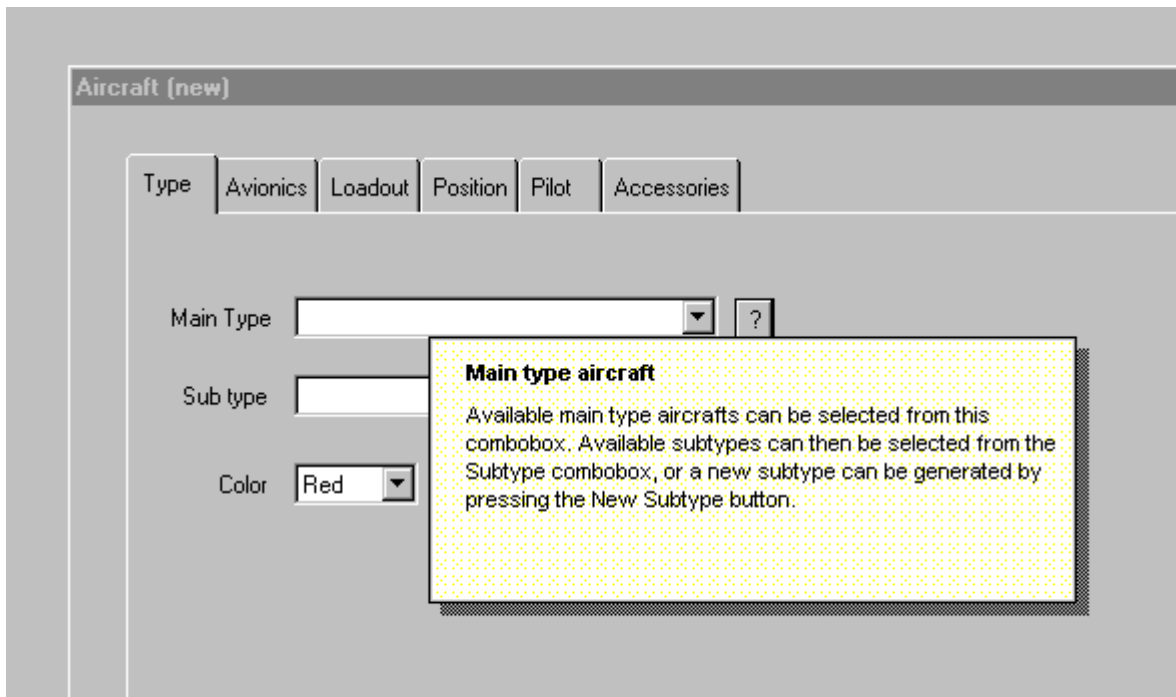 Aircraft (new)
Type Avionics Loadout Position Pilot Accessories
Main Type ?
Main type aircraft
Available main type aircrafts can be selected from this
combobox. Available subtypes can then be selected from the
Subtype combobox, or a new subtype can be generated by
pressing the New Subtype button.
Sub type
Color Red